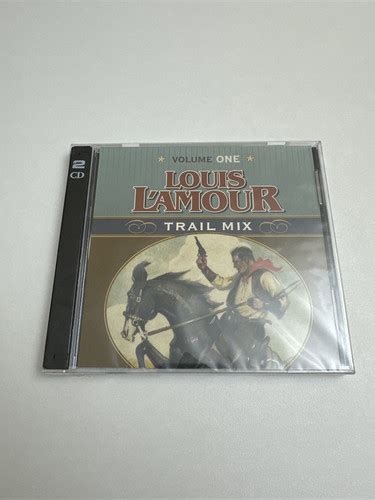 VOLUME ONE
LOUIS
L'AMOUR
TRAIL MIX
2
CD